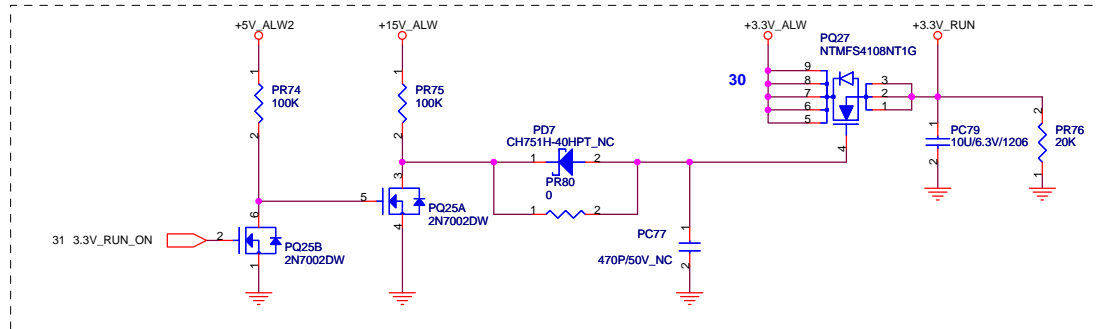 +5V_ALW2
+15V_ALW
+3.3V_ALW
+3.3V_RUN
PQ27
NTMFS4108NT1G
30
9
8
7
6
5
3
2
1
4
1
PR74
100K
2
1
PR75
100K
2
PD7
CH751H-40HPT_NC
1
2
PR80
0
1
2
1
PC79
10U/6.3V/1206
2
2
PR76
20K
1
3
5
PQ25A
2N7002DW
4
6
31 3.3V_RUN_ON
2
PQ25B
2N7002DW
1
PC77
1
470P/50V_NC
2